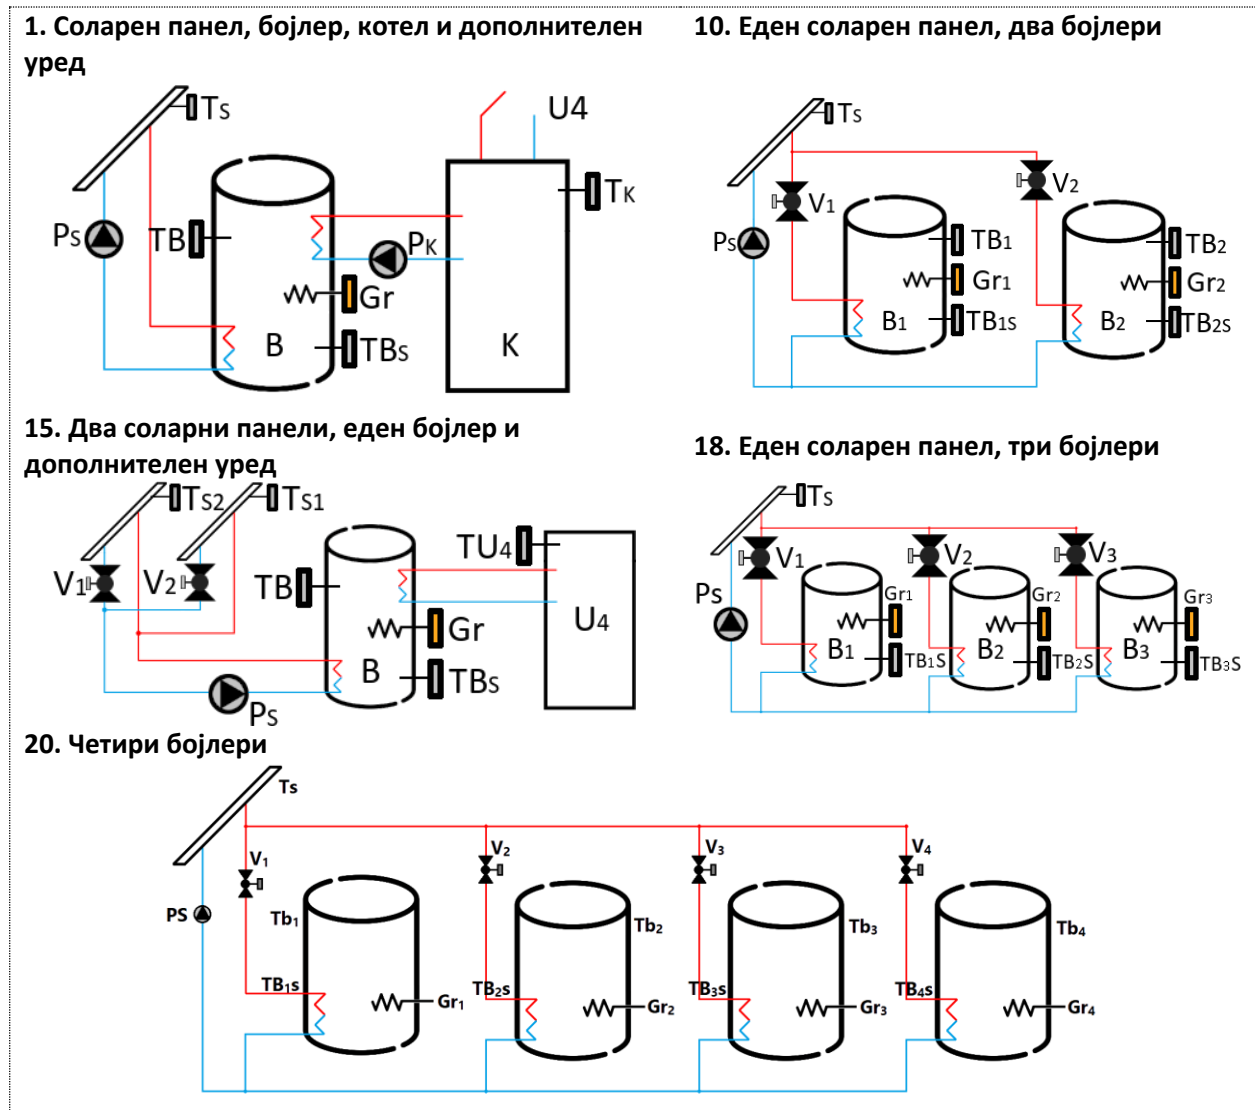 1. Соларен панел, бојлер, котел и дополнителен
уред
Ts
U4
TK
Ps
TB
PK
Gr
B
K
TBs
10. Еден соларен панел, два бојлери
Ts
V1
V2
Ps
TB1
TB2
Gr1
Gr2
B1
TB1S
B2
TB2S
15. Два соларни панели, еден бојлер и
дополнителен уред
TS2
TS1
TU4
V1
V2
TB
Gr
U4
B
TBs
Ps
18. Еден соларен панел, три бојлери
Ts
V1
V2
V3
Ps
Gr1
Gr2
Gr3
B1
TB1S
B2
TB2S
B3
TB3S
20. Четири бојлери
Ts
V1
V2
V3
V4
PS
Tb1
Tb2
Tb3
Tb4
TB1s
TB2s
TB3s
TB4s
Gr1
Gr2
Gr3
Gr4